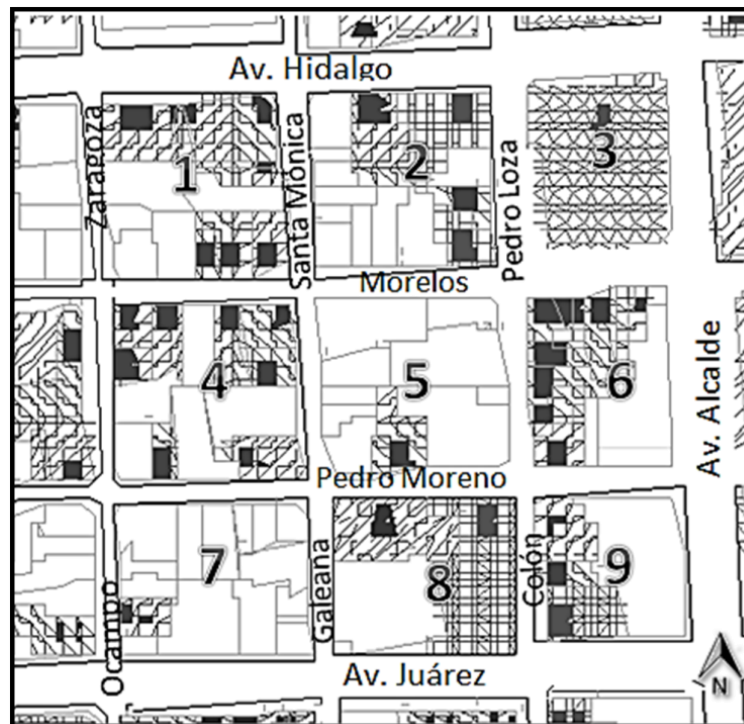 Av. Hidalgo
Zaragoza
1
Santa Mónica
2
Pedro Loza
3
Morelos
4
5
6
Av. Alcalde
Pedro Moreno
Ocampo
7
Galeana
8
Colón
9
Av. Juárez
N